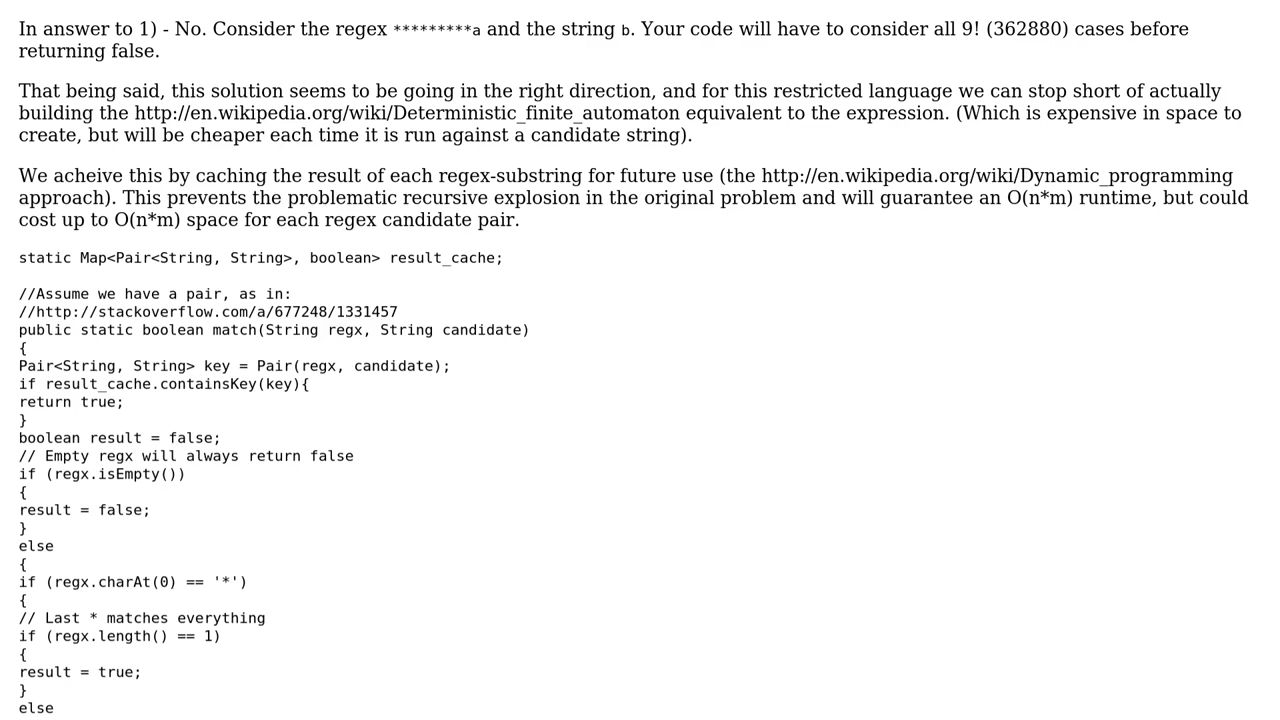 In answer to 1) - No. Consider the regex *********a and the string b. Your code will have to consider all 9! (362880) cases before
returning false.
That being said, this solution seems to be going in the right direction, and for this restricted language we can stop short of actually
building the http://en.wikipedia.org/wiki/Deterministic_finite_automaton equivalent to the expression. (Which is expensive in space to
create, but will be cheaper each time it is run against a candidate string).
We acheive this by caching the result of each regex-substring for future use (the http://en.wikipedia.org/wiki/Dynamic_programming
approach). This prevents the problematic recursive explosion in the original problem and will guarantee an O(n*m) runtime, but could
cost up to O(n*m) space for each regex candidate pair.
static Map<Pair<String, String>, boolean> result_cache;
//Assume we have a pair, as in:
//http://stackoverflow.com/a/677248/1331457
public static boolean match(String regx, String candidate)
{
Pair<String, String> key = Pair(regx, candidate);
if result_cache.containsKey(key){
return true;
}
boolean result = false;
// Empty regx will always return false
if (regx.isEmpty())
{
result = false;
}
else
{
if (regx.charAt(0) == '*')
{
// Last * matches everything
if (regx.length() == 1)
{
result = true;
}
else